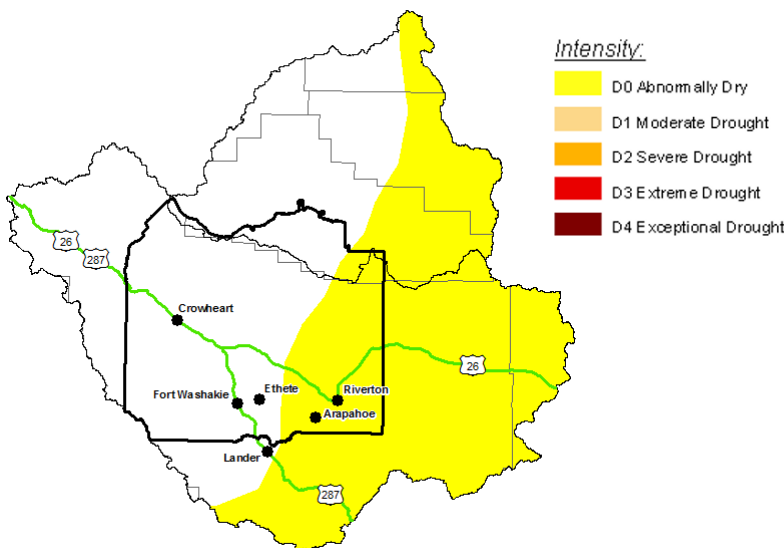 Intensity:
D0 Abnormally Dry
D1 Moderate Drought
D2 Severe Drought
D3 Extreme Drought
D4 Exceptional Drought
26
287
Crowheart
26
Fort Washakie
Ethete
Riverton
Arapahoe
Lander
287